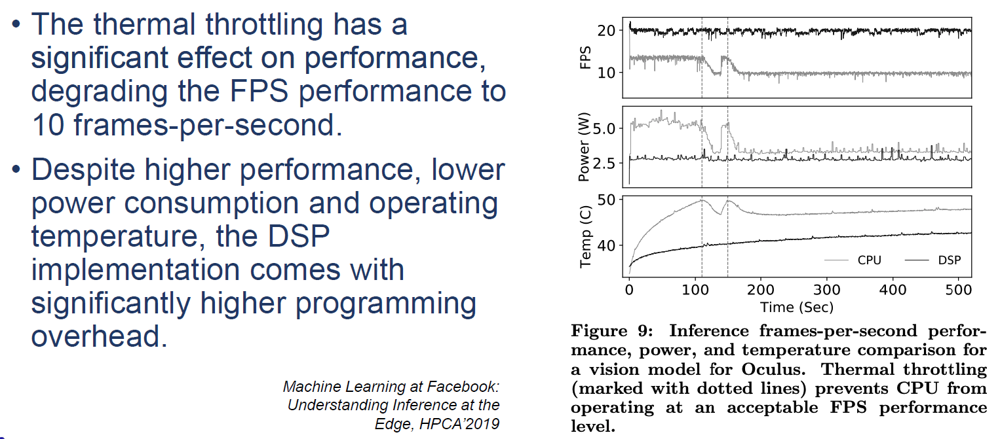 • The thermal throttling has a
significant effect on performance,
degrading the FPS performance to
10 frames-per-second.
• Despite higher performance, lower
power consumption and operating
temperature, the DSP
implementation comes with
significantly higher programming
overhead.
Machine Learning at Facebook:
Understanding Inference at the
Edge, HPCA'2019
FPS
20
10
Power (W)
5.0
2.5
Temp (C)
50
40
CPU DSP
0 100 200 300 400 500
Time (Sec)
Figure 9: Inference frames-per-second perfor-
mance, power, and temperature comparison for
a vision model for Oculus. Thermal throttling
(marked with dotted lines) prevents CPU from
operating at an acceptable FPS performance
level.